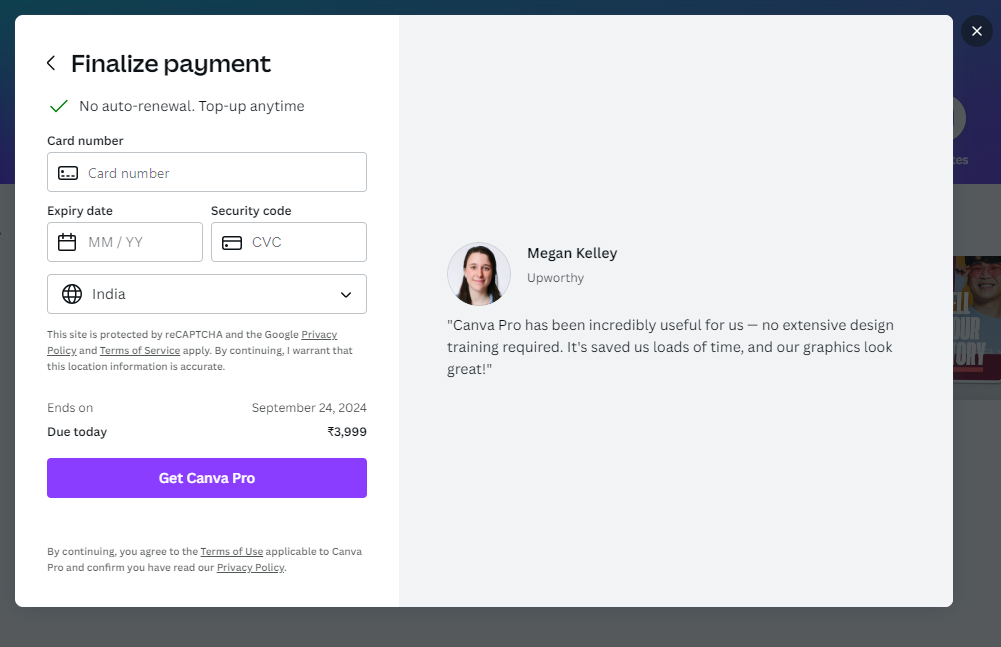 Finalize payment
No auto-renewal. Top-up anytime
Card number
Card number
Expiry date
Security code
MM / YY
CVC
India
This site is protected by reCAPTCHA and the Google Privacy
Policy and Terms of Service apply. By continuing, I warrant that
this location information is accurate.
Ends on September 24, 2024
Due today ₹3,999
Get Canva Pro
By continuing, you agree to the Terms of Use applicable to Canva
Pro and confirm you have read our Privacy Policy.
Megan Kelley
Upworthy
"Canva Pro has been incredibly useful for us — no extensive design
training required. It's saved us loads of time, and our graphics look
great!"